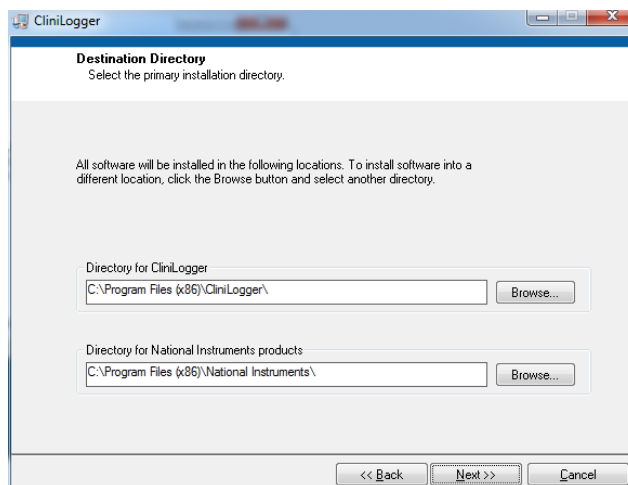 CliniLogger
Destination Directory
Select the primary installation directory.
All software will be installed in the following locations. To install software into a
different location, click the Browse button and select another directory.
Directory for CliniLogger
C:\Program Files (x86)\CliniLogger\
Browse...
Directory for National Instruments products
C:\Program Files (x86)\National Instruments\
Browse...
<< Back
Next >>
Cancel